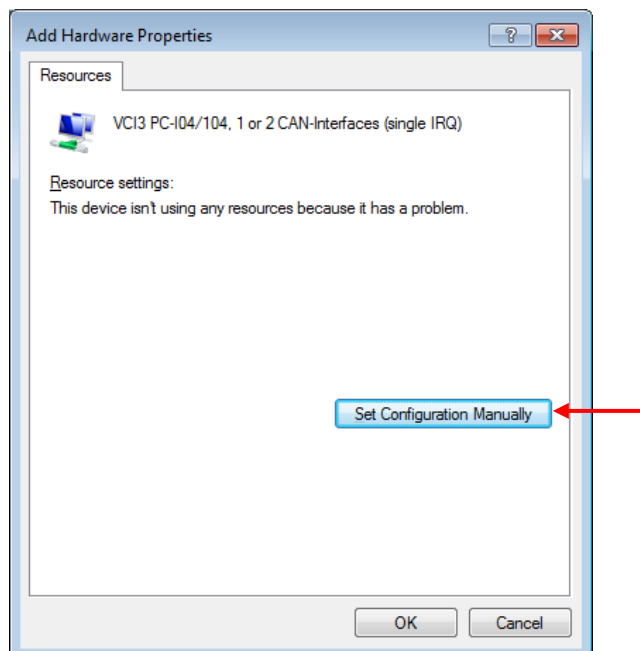 Add Hardware Properties
?
Resources
VCI3 PC-I04/104, 1 or 2 CAN-Interfaces (single IRQ)
Resource settings:
This device isn't using any resources because it has a problem.
Set Configuration Manually
OK Cancel